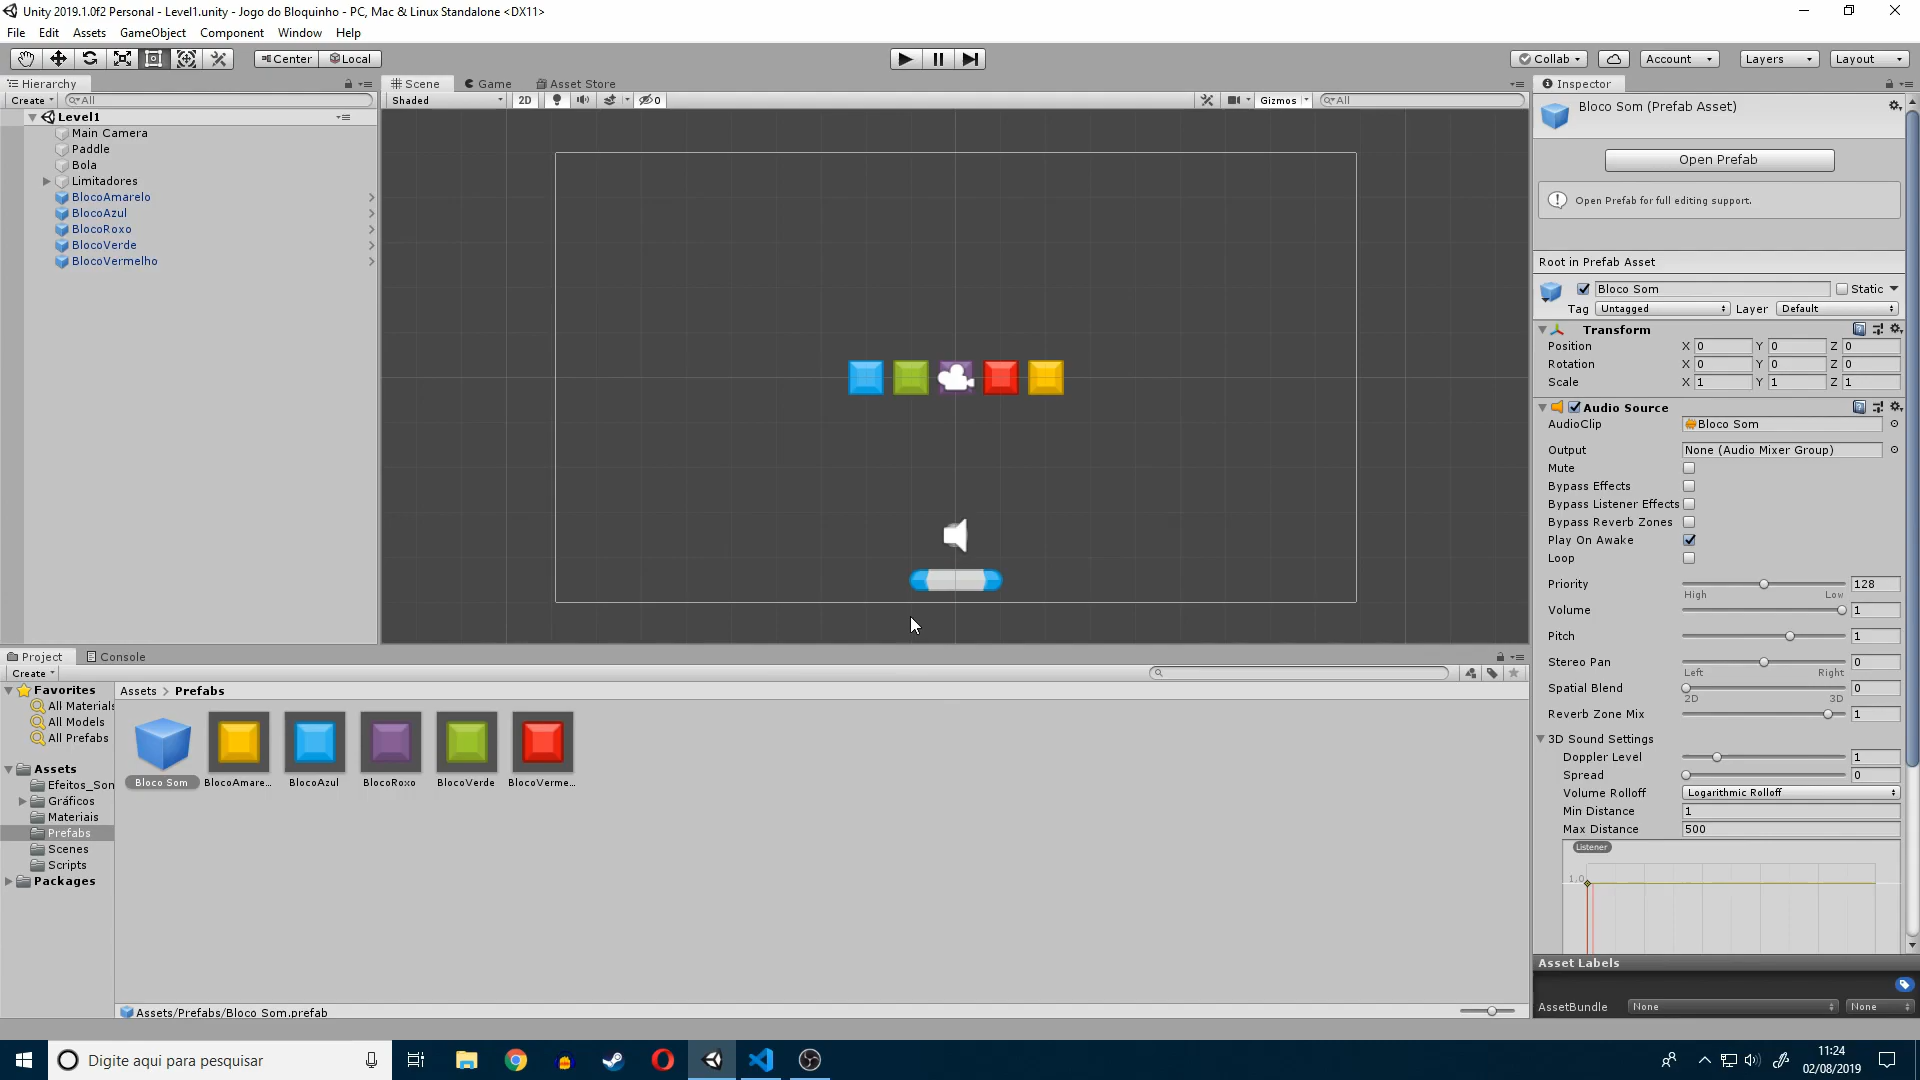 Unity 2019.1.0f2 Personal - Level1.unity - Jogo do Bloquinho - PC, Mac & Linux Standalone <DX11>
File Edit Assets GameObject Component Window Help
Center Local
Collab Account Layers Layout
Hierarchy
Scene Game Asset Store
Inspector
Create All
Shaded 2D 0 Gizmos All
Level1
Main Camera
Paddle
Bola
Limitadores
BlocoAmarelo
BlocoAzul
BlocoRoxo
BlocoVerde
BlocoVermelho
Bloco Som (Prefab Asset)
Open Prefab
Open Prefab for full editing support.
Root in Prefab Asset
Bloco Som Static
Tag Untagged Layer Default
Transform
Position X 0 Y 0 Z 0
Rotation X 0 Y 0 Z 0
Scale X 1 Y 1 Z 1
Audio Source
AudioClip Bloco Som
Output None (Audio Mixer Group)
Mute
Bypass Effects
Bypass Listener Effects
Bypass Reverb Zones
Play On Awake
Loop
Priority 128
High Low
Volume 1
Pitch 1
Stereo Pan 0
Left Right
Spatial Blend 0
2D 3D
Reverb Zone Mix 1
3D Sound Settings
Doppler Level 1
Spread 0
Volume Rolloff Logarithmic Rolloff
Min Distance 1
Max Distance 500
Listener
1.0
Asset Labels
AssetBundle None None
Project Console
Create
Favorites
All Materials
All Models
All Prefabs
Assets
Efeitos_Son
Gráficos
Materiais
Prefabs
Scenes
Scripts
Packages
Assets > Prefabs
Bloco Som BlocoAmare... BlocoAzul BlocoRoxo BlocoVerde BlocoVerme...
Assets/Prefabs/Bloco Som.prefab
Digite aqui para pesquisar
11:24
02/08/2019